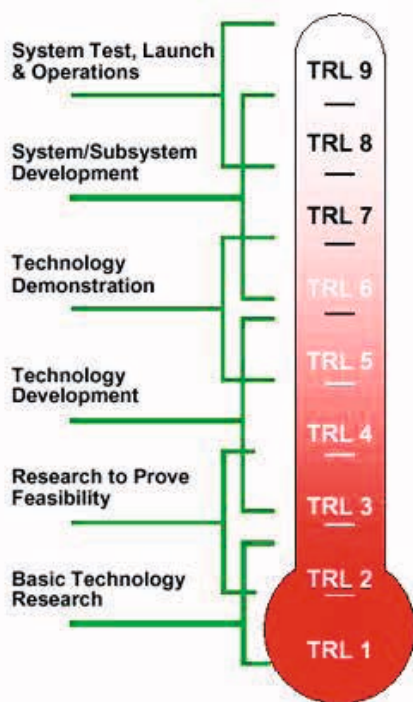 System Test, Launch
& Operations
System/Subsystem
Development
Technology
Demonstration
Technology
Development
Research to Prove
Feasibility
Basic Technology
Research
TRL 9
TRL 8
TRL 7
TRL 6
TRL 5
TRL 4
TRL 3
TRL 2
TRL 1